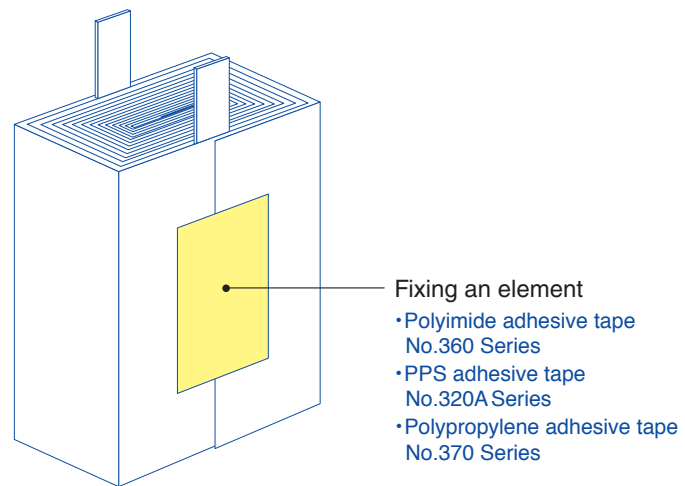 Fixing an element
・Polyimide adhesive tape
No.360 Series
・PPS adhesive tape
No.320A Series
・Polypropylene adhesive tape
No.370 Series